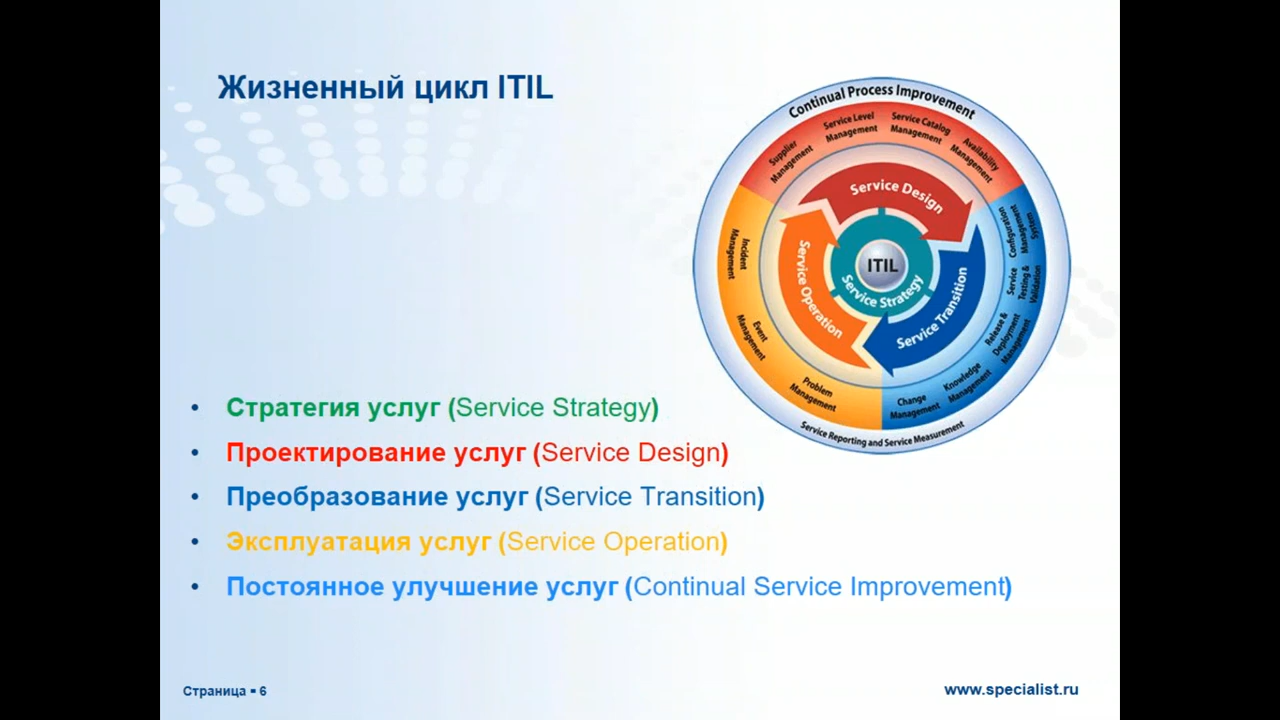 Жизненный цикл ITIL
Continual Process Improvement
Supplier
Management
Service Level
Management
Service Catalog
Management
Availability
Management
Service Design
System
Configuration
Management
Service
Testing &
Validation
Release &
Deployment
Management
Knowledge
Management
Change
Management
Service Transition
Incident
Management
Event
Management
Problem
Management
Service Operation
ITIL
Service Strategy
Service Reporting and Service Measurement
• Стратегия услуг (Service Strategy)
• Проектирование услуг (Service Design)
• Преобразование услуг (Service Transition)
• Эксплуатация услуг (Service Operation)
• Постоянное улучшение услуг (Continual Service Improvement)
Страница ▪ 6
www.specialist.ru